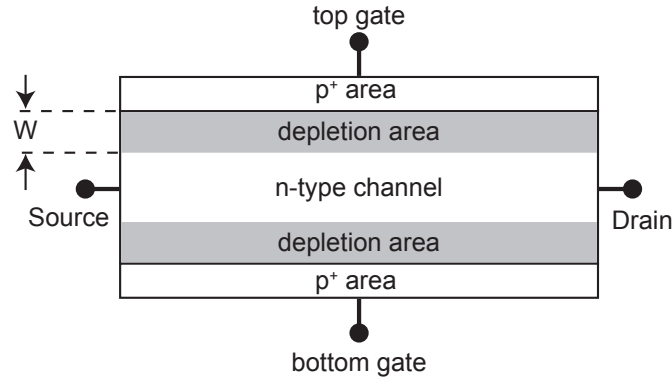 top gate
p⁺ area
W
depletion area
n-type channel
Source
Drain
depletion area
p⁺ area
bottom gate